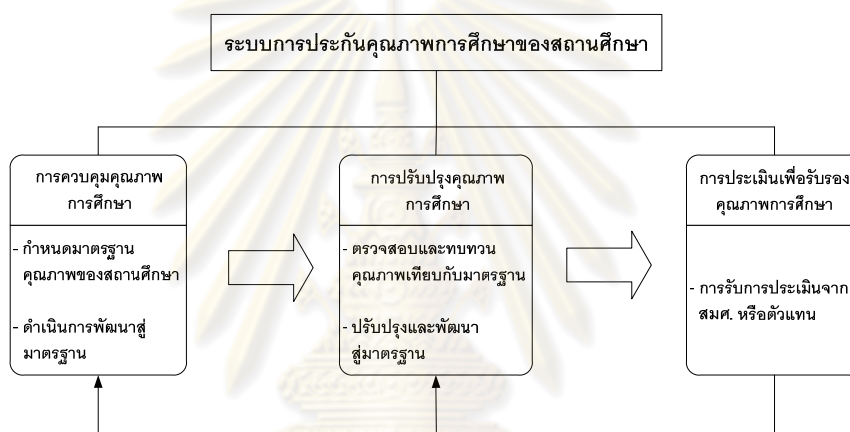 ระบบการประกันคุณภาพการศึกษาของสถานศึกษา
การควบคุมคุณภาพ
การศึกษา
- กำหนดมาตรฐาน
คุณภาพของสถานศึกษา
- ดำเนินการพัฒนาสู่
มาตรฐาน
การปรับปรุงคุณภาพ
การศึกษา
- ตรวจสอบและทบทวน
คุณภาพเทียบกับมาตรฐาน
- ปรับปรุงและพัฒนา
สู่มาตรฐาน
การประเมินเพื่อรับรอง
คุณภาพการศึกษา
- การรับการประเมินจาก
สมศ. หรือตัวแทน